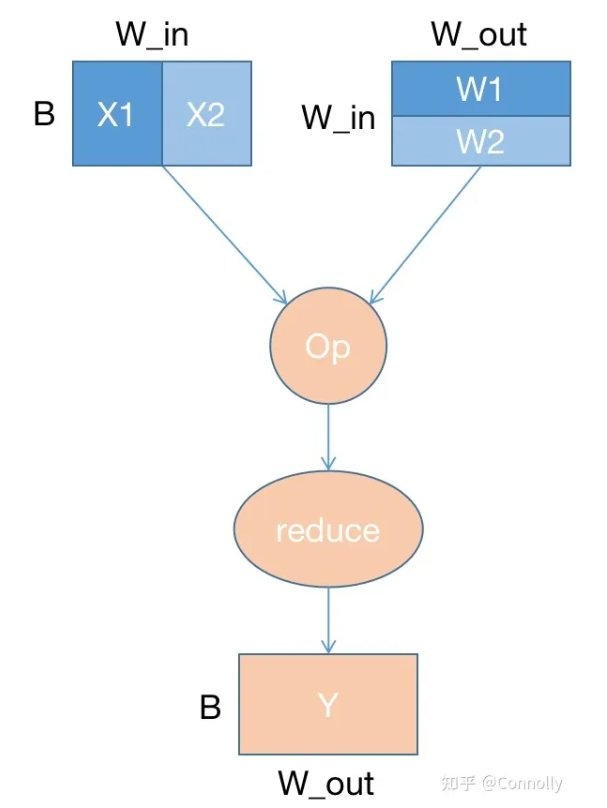 W_in
W_out
B
X1
X2
W_in
W1
W2
Op
reduce
B
Y
W_out
知乎 @Connolly